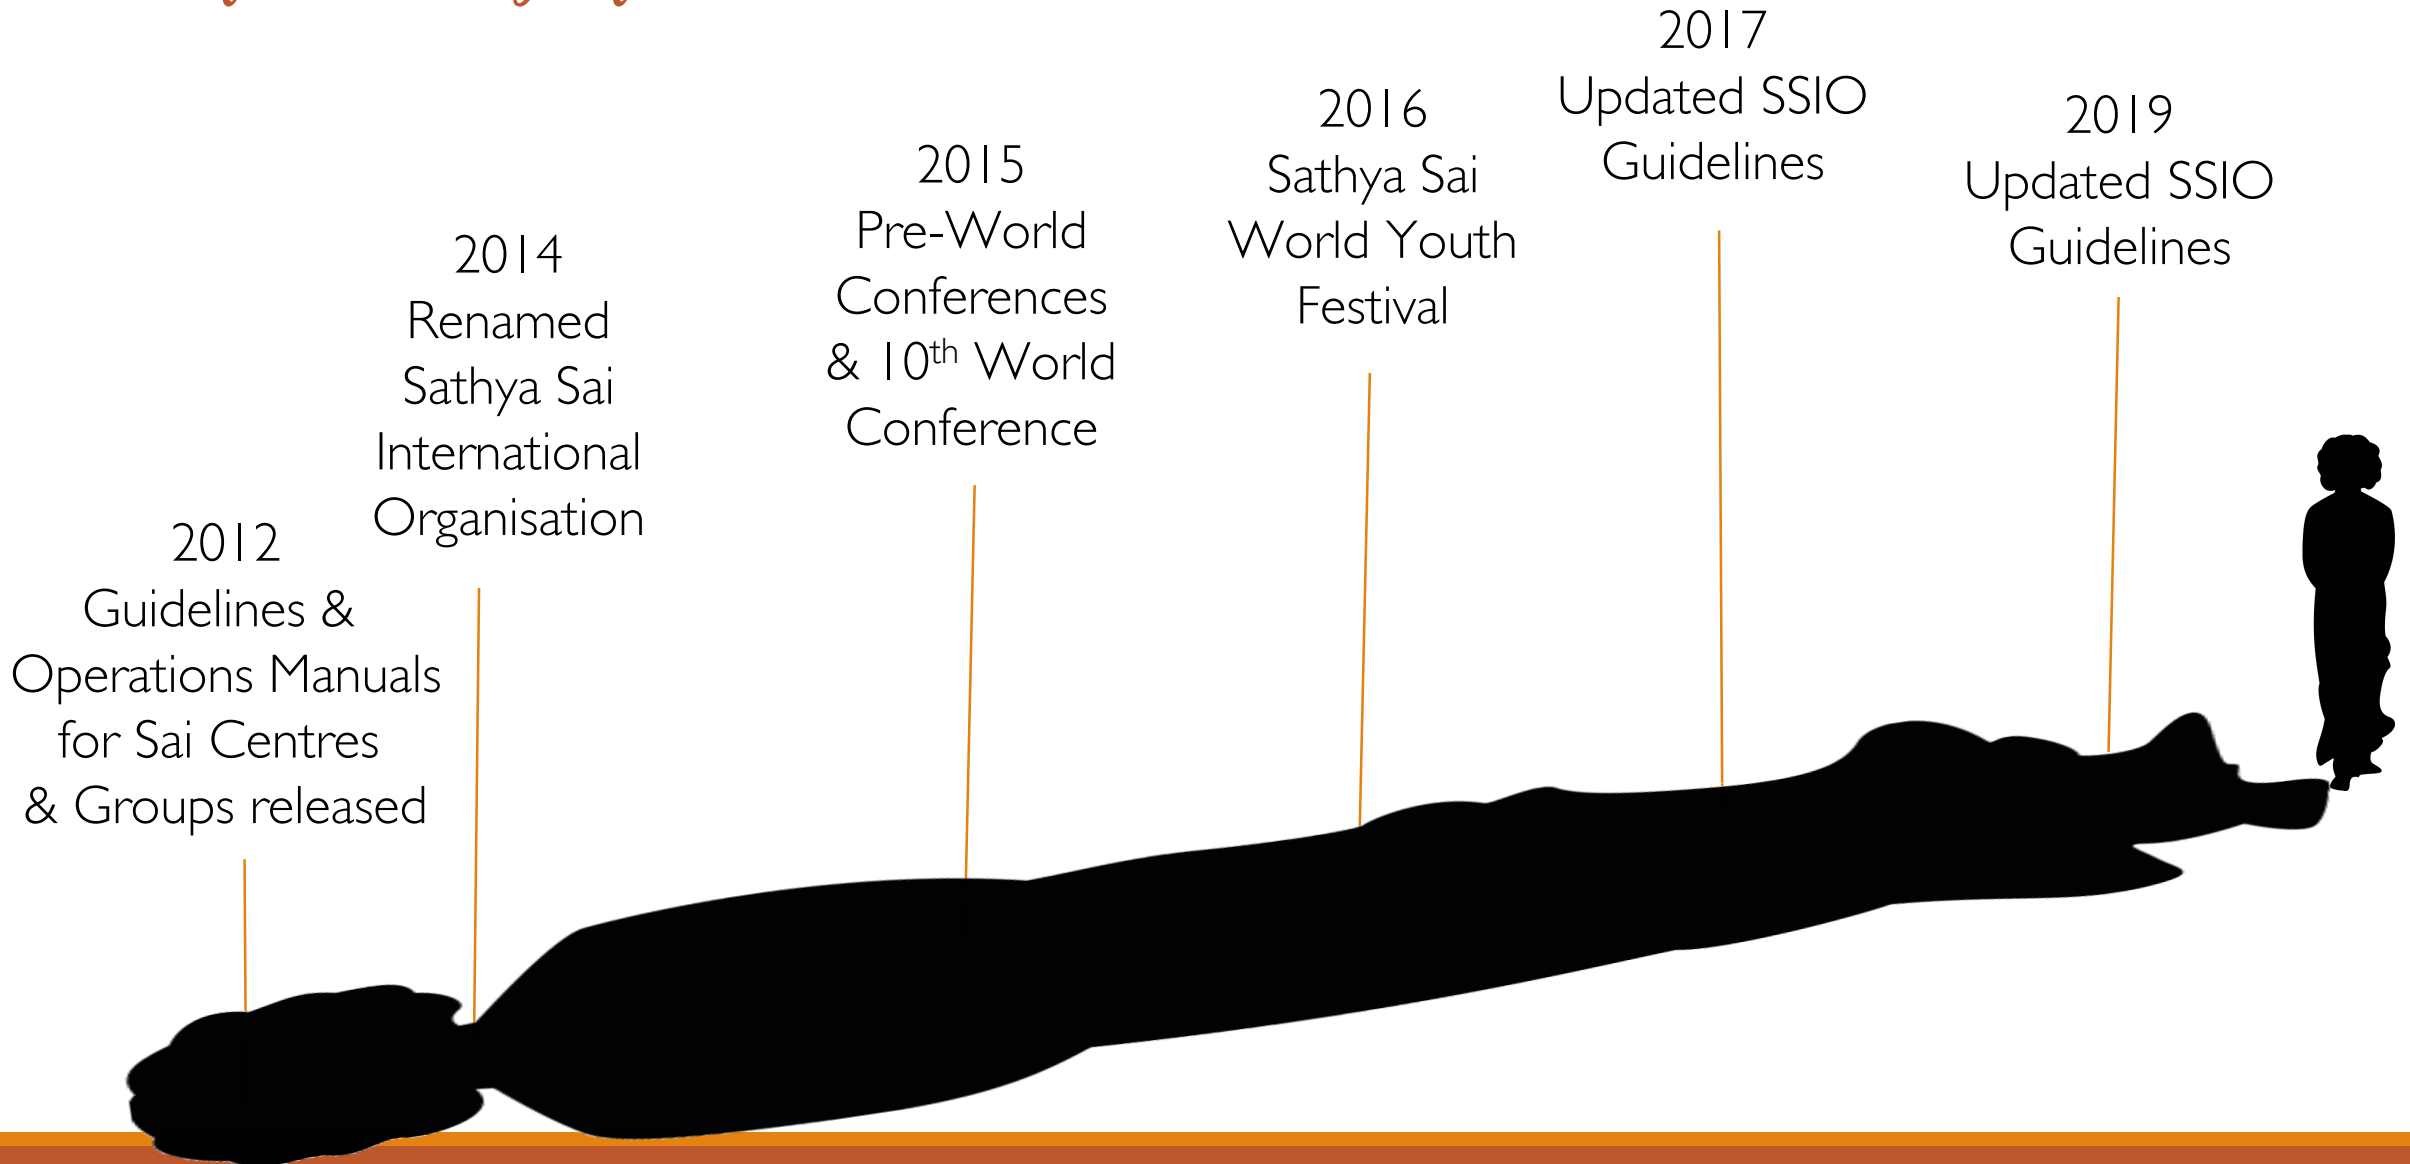 2012
Guidelines &
Operations Manuals
for Sai Centres
& Groups released
2014
Renamed
Sathya Sai
International
Organisation
2015
Pre-World
Conferences
& 10th World
Conference
2016
Sathya Sai
World Youth
Festival
2017
Updated SSIO
Guidelines
2019
Updated SSIO
Guidelines